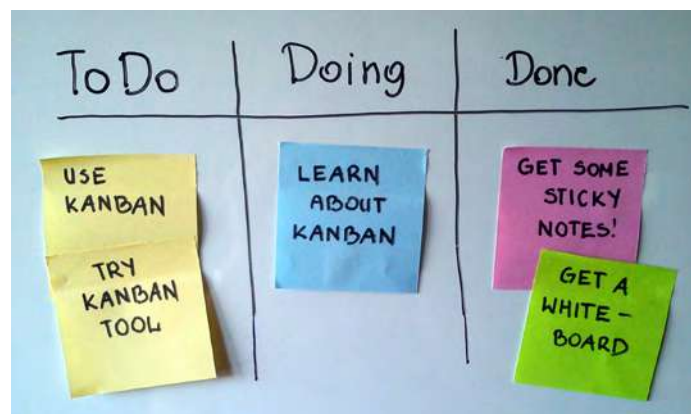 To Do
Doing
Done
USE
KANBAN
TRY
KANBAN
TOOL
LEARN
ABOUT
KANBAN
GET SOME
STICKY
NOTES!
GET A
WHITE-
BOARD